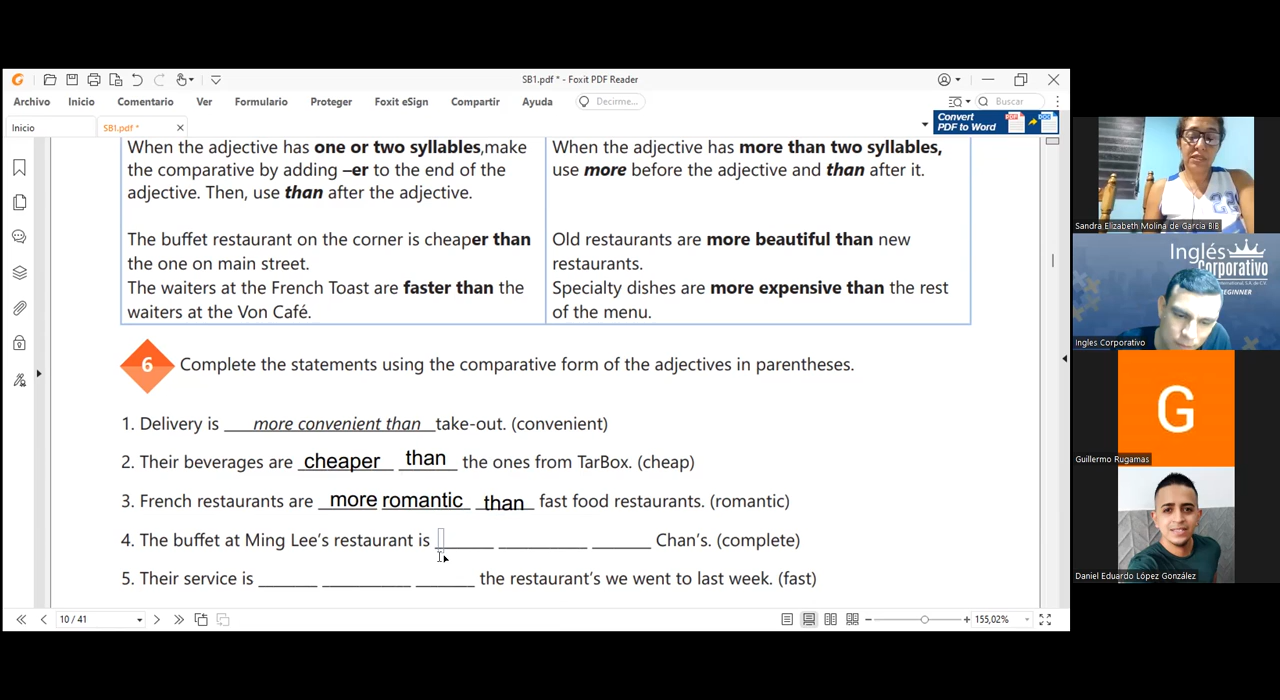 SB1.pdf * - Foxit PDF Reader
Archivo Inicio Comentario Ver Formulario Proteger Foxit eSign Compartir Ayuda Decirme... Buscar
Inicio SB1.pdf *
Convert
PDF to Word
When the adjective has one or two syllables,make
the comparative by adding –er to the end of the
adjective. Then, use than after the adjective.
The buffet restaurant on the corner is cheaper than
the one on main street.
The waiters at the French Toast are faster than the
waiters at the Von Café.
When the adjective has more than two syllables,
use more before the adjective and than after it.
Old restaurants are more beautiful than new
restaurants.
Specialty dishes are more expensive than the rest
of the menu.
6 Complete the statements using the comparative form of the adjectives in parentheses.
1. Delivery is ___more convenient than__take-out. (convenient)
2. Their beverages are cheaper than the ones from TarBox. (cheap)
3. French restaurants are more romantic than fast food restaurants. (romantic)
4. The buffet at Ming Lee's restaurant is ______ _________ ______ Chan's. (complete)
5. Their service is ______ _________ ______ the restaurant's we went to last week. (fast)
10 / 41
155,02%
Sandra Elizabeth Molina de Garcia BIB
Inglés
Corporativo
BEGINNER
Ingles Corporativo
G
Guillermo Rugamas
Daniel Eduardo López González